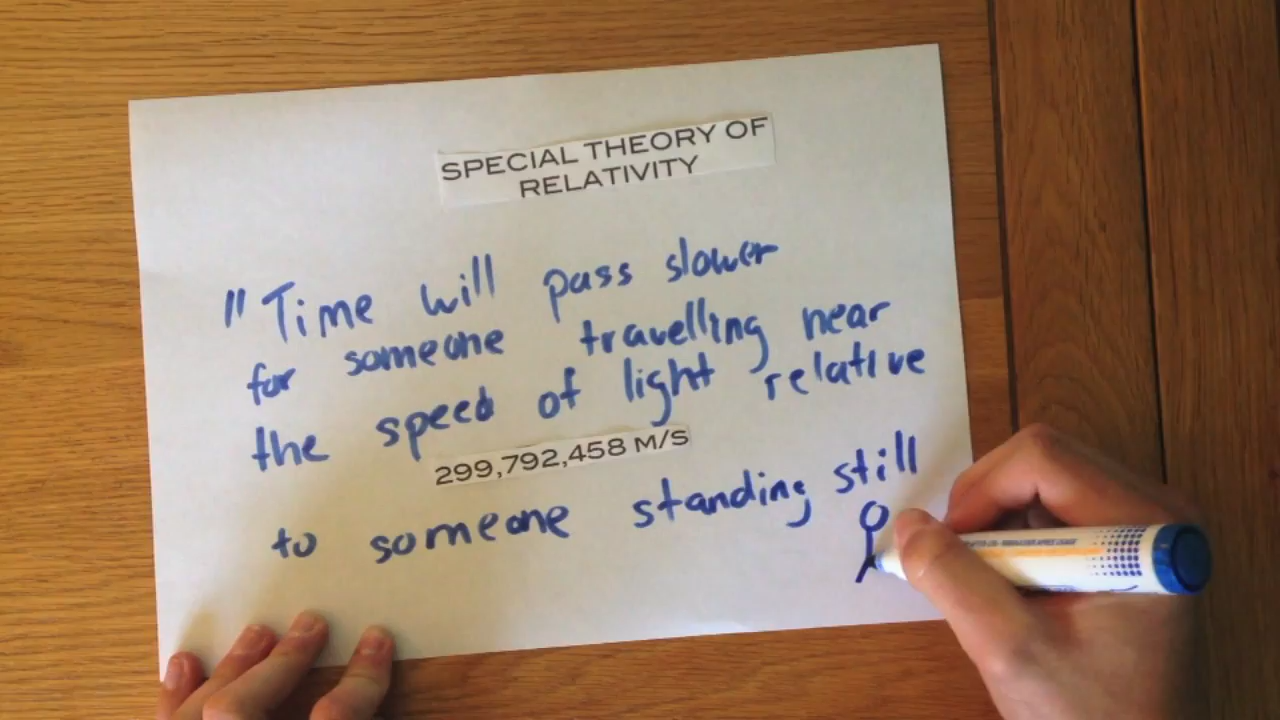 SPECIAL THEORY OF
RELATIVITY
"Time will pass slower
for someone travelling near
the speed of light relative
299,792,458 M/S
to someone standing still